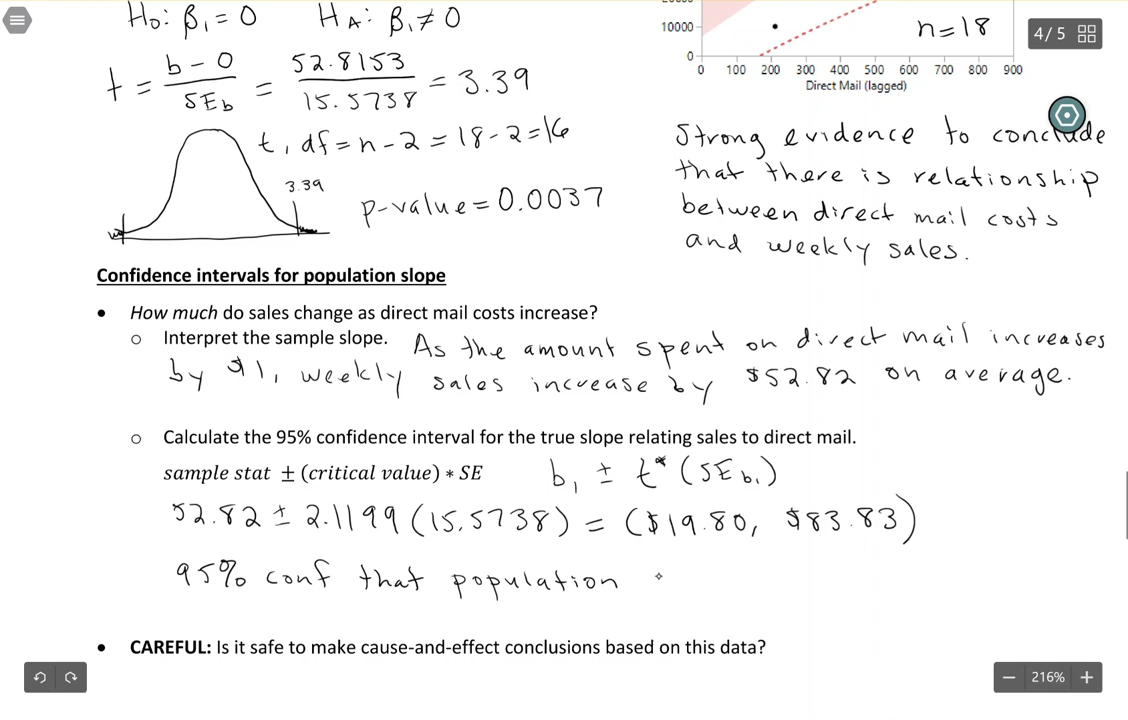 H₀: β₁ = 0 Hₐ: β₁ ≠ 0
t = b - 0 / SE_b = 52.8153 / 15.5738 = 3.39
t, df = n - 2 = 18 - 2 = 16
3.39
p-value = 0.0037
10000
0
0 100 200 300 400 500 600 700 800 900
Direct Mail (lagged)
n=18
4/5
Strong evidence to conclude
that there is relationship
between direct mail costs
and weekly sales.
Confidence intervals for population slope
• How much do sales change as direct mail costs increase?
o Interpret the sample slope. As the amount spent on direct mail increases
by $1, weekly sales increase by $52.82 on average.
o Calculate the 95% confidence interval for the true slope relating sales to direct mail.
sample stat ± (critical value) * SE b₁ ± t* (SE b₁)
52.82 ± 2.1199 (15.5738) = ($19.80, $83.83)
95% conf that population
• CAREFUL: Is it safe to make cause-and-effect conclusions based on this data?
216%